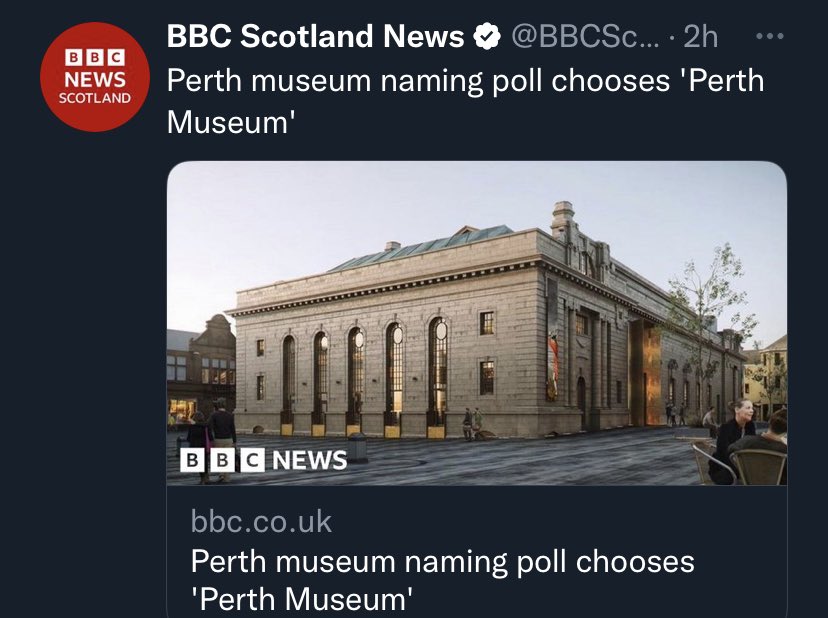 BBC
NEWS
SCOTLAND
BBC Scotland News @BBCSc... · 2h
Perth museum naming poll chooses 'Perth
Museum'
BBC NEWS
bbc.co.uk
Perth museum naming poll chooses
'Perth Museum'